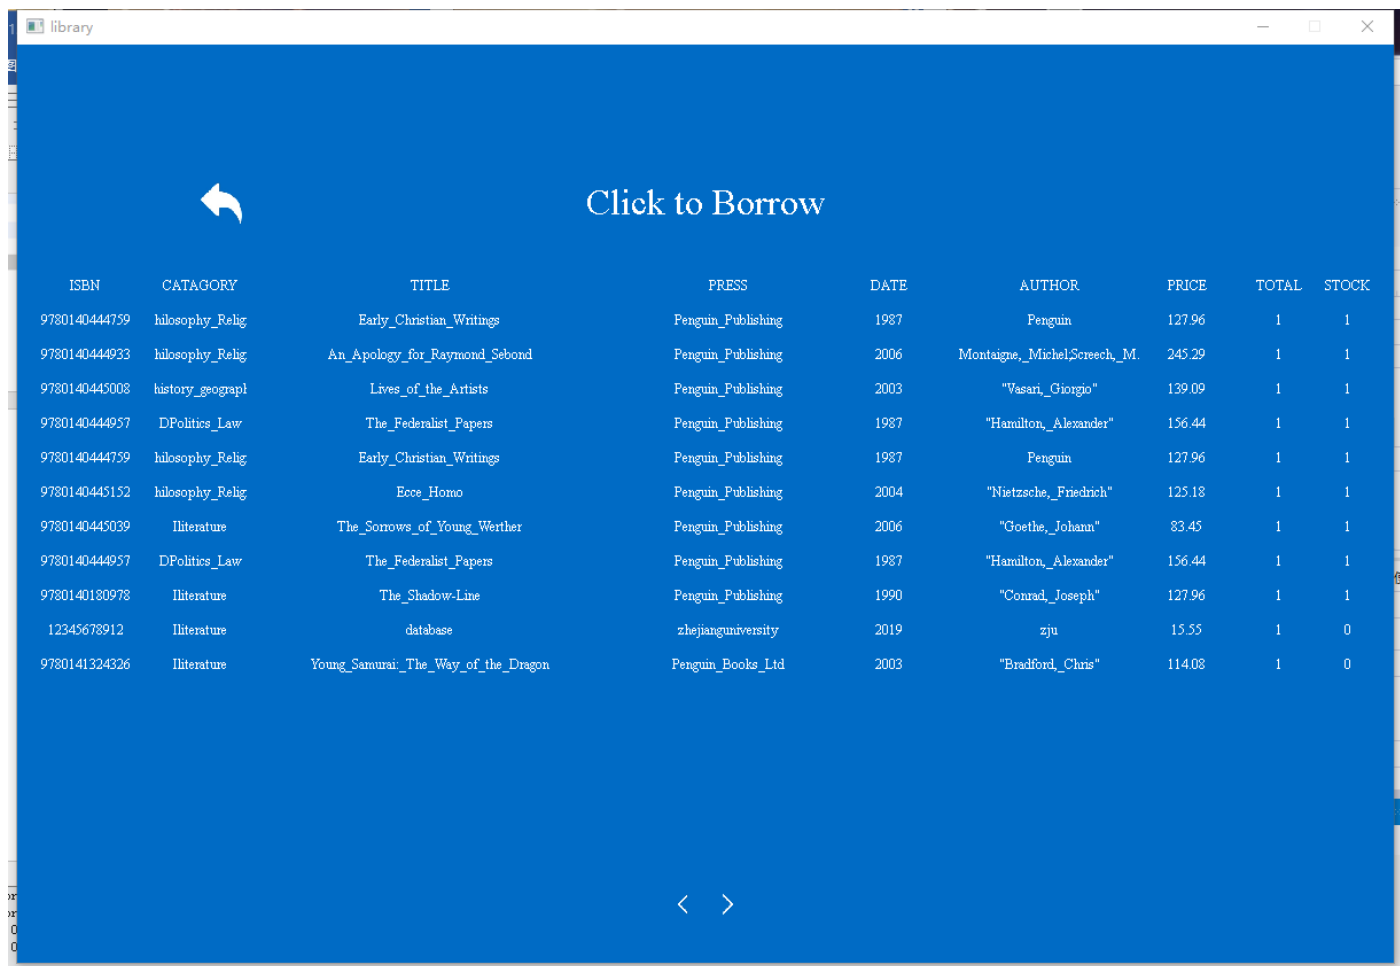 library
Click to Borrow
ISBN CATAGORY TITLE PRESS DATE AUTHOR PRICE TOTAL STOCK
9780140444759 hilosophy_Relig Early_Christian_Writings Penguin_Publishing 1987 Penguin 127.96 1 1
9780140444933 hilosophy_Relig An_Apology_for_Raymond_Sebond Penguin_Publishing 2006 Montaigne,_Michel;Screech,_M. 245.29 1 1
9780140445008 history_geograpl Lives_of_the_Artists Penguin_Publishing 2003 "Vasari,_Giorgio" 139.09 1 1
9780140444957 DPolitics_Law The_Federalist_Papers Penguin_Publishing 1987 "Hamilton,_Alexander" 156.44 1 1
9780140444759 hilosophy_Relig Early_Christian_Writings Penguin_Publishing 1987 Penguin 127.96 1 1
9780140445152 hilosophy_Relig Ecce_Homo Penguin_Publishing 2004 "Nietzsche,_Friedrich" 125.18 1 1
9780140445039 Iliterature The_Sorrows_of_Young_Werther Penguin_Publishing 2006 "Goethe,_Johann" 83.45 1 1
9780140444957 DPolitics_Law The_Federalist_Papers Penguin_Publishing 1987 "Hamilton,_Alexander" 156.44 1 1
9780140180978 Iliterature The_Shadow-Line Penguin_Publishing 1990 "Conrad,_Joseph" 127.96 1 1
12345678912 Iliterature database zhejianguniversity 2019 zju 15.55 1 0
9780141324326 Iliterature Young_Samurai:_The_Way_of_the_Dragon Penguin_Books_Ltd 2003 "Bradford,_Chris" 114.08 1 0